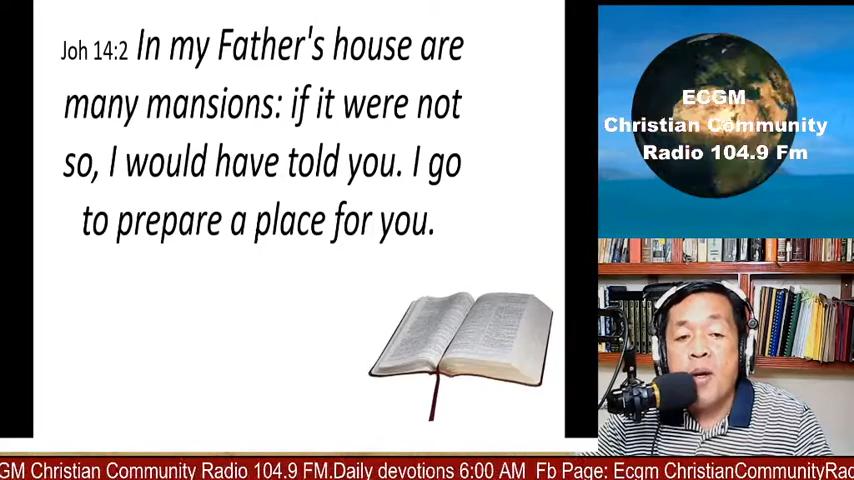 Joh 14:2 In my Father's house are
many mansions: if it were not
so, I would have told you. I go
to prepare a place for you.
ECGM
Christian Community
Radio 104.9 Fm
GM Christian Community Radio 104.9 FM.Daily devotions 6:00 AM Fb Page: Ecgm ChristianCommunityRad